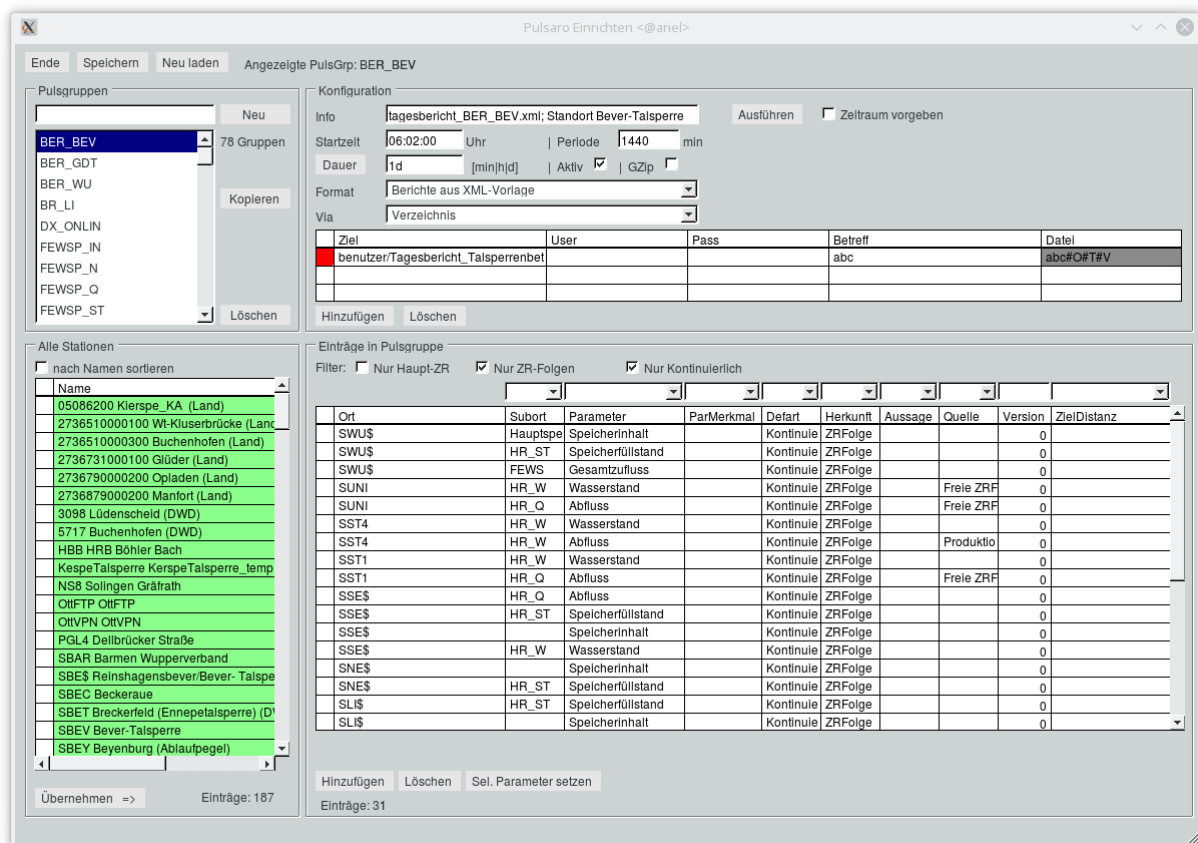 Pulsaro Einrichten <@ariel>
Ende Speichern Neu laden Angezeigte PulsGrp: BER_BEV
Pulsgruppen
Neu
BER_BEV
78 Gruppen
BER_GDT
BER_WU
BR_LI
Kopieren
DX_ONLIN
FEWSP_IN
FEWSP_N
FEWSP_Q
FEWSP_ST
Löschen
Konfiguration
Info tagesbericht_BER_BEV.xml; Standort Bever-Talsperre Ausführen Zeitraum vorgeben
Startzeit 06:02:00 Uhr | Periode 1440 min
Dauer 1d [min|h|d] | Aktiv | GZip
Format Berichte aus XML-Vorlage
Via Verzeichnis
Ziel User Pass Betreff Datei
benutzer/Tagesbericht_Talsperrenbet abc abc#O#T#V
Hinzufügen Löschen
Alle Stationen
nach Namen sortieren
Name
05086200 Kierspe_KA (Land)
2736510000100 Wt-Kluserbrücke (Land
2736510000300 Buchenhofen (Land)
2736731000100 Glüder (Land)
2736790000200 Opladen (Land)
2736879000200 Manfort (Land)
3098 Lüdenscheid (DWD)
5717 Buchenhofen (DWD)
HBB HRB Böhler Bach
KespeTalsperre KerspeTalsperre_temp
NS8 Solingen Gräfrath
OttFTP OttFTP
OttVPN OttVPN
PGL4 Dellbrücker Straße
SBAR Barmen Wupperverband
SBE$ Reinshagensbever/Bever- Talspe
SBEC Beckeraue
SBET Breckerfeld (Ennepetalsperre) (D
SBEV Bever-Talsperre
SBEY Beyenburg (Ablaufpegel)
Übernehmen => Einträge: 187
Einträge in Pulsgruppe
Filter: Nur Haupt-ZR Nur ZR-Folgen Nur Kontinuierlich
Ort Subort Parameter ParMerkmal Defart Herkunft Aussage Quelle Version ZielDistanz
SWU$ Hauptspe Speicherinhalt Kontinuie ZRFolge 0
SWU$ HR_ST Speicherfüllstand Kontinuie ZRFolge 0
SWU$ FEWS Gesamtzufluss Kontinuie ZRFolge 0
SUNI HR_W Wasserstand Kontinuie ZRFolge Freie ZRF 0
SUNI HR_Q Abfluss Kontinuie ZRFolge Freie ZRF 0
SST4 HR_W Wasserstand Kontinuie ZRFolge 0
SST4 HR_W Abfluss Kontinuie ZRFolge Produktio 0
SST1 HR_W Wasserstand Kontinuie ZRFolge 0
SST1 HR_Q Abfluss Kontinuie ZRFolge Freie ZRF 0
SSE$ HR_Q Abfluss Kontinuie ZRFolge 0
SSE$ HR_ST Speicherfüllstand Kontinuie ZRFolge 0
SSE$ Speicherinhalt Kontinuie ZRFolge 0
SSE$ HR_W Wasserstand Kontinuie ZRFolge 0
SNE$ Speicherinhalt Kontinuie ZRFolge 0
SNE$ HR_ST Speicherfüllstand Kontinuie ZRFolge 0
SLI$ HR_ST Speicherfüllstand Kontinuie ZRFolge 0
SLI$ Speicherinhalt Kontinuie ZRFolge 0
Hinzufügen Löschen Sel. Parameter setzen
Einträge: 31